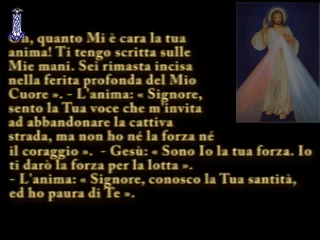 quanto Mi è cara la tua
anima! Ti tengo scritta sulle
Mie mani. Sei rimasta incisa
nella ferita profonda del Mio
Cuore ». - L'anima: « Signore,
sento la Tua voce che m'invita
ad abbandonare la cattiva
strada, ma non ho né la forza né
il coraggio ». - Gesù: « Sono Io la tua forza. Io
ti darò la forza per la lotta ».
- L'anima: « Signore, conosco la Tua santità,
ed ho paura di Te ».